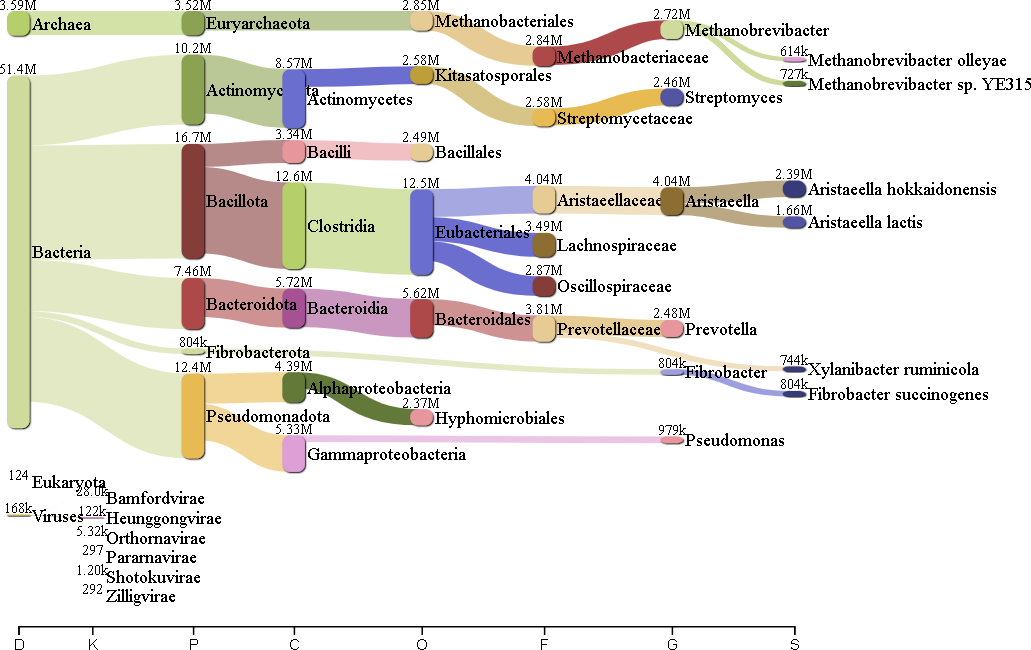 3.59M Archaea
3.52M Euryarchaeota
2.85M Methanobacteriales
2.84M Methanobacteriaceae
2.72M Methanobrevibacter
614k Methanobrevibacter olleyae
727k Methanobrevibacter sp. YE315
51.4M Bacteria
10.2M Actinomycetota
8.57M Actinomycetes
2.58M Kitasatosporales
2.58M Streptomycetaceae
2.46M Streptomyces
16.7M Bacillota
3.34M Bacilli
2.49M Bacillales
12.6M Clostridia
12.5M Eubacteriales
4.04M Aristaeellaceae
4.04M Aristaeella
2.39M Aristaeella hokkaidonensis
1.66M Aristaeella lactis
3.49M Lachnospiraceae
2.87M Oscillospiraceae
7.46M Bacteroidota
5.72M Bacteroidia
5.62M Bacteroidales
3.81M Prevotellaceae
2.48M Prevotella
744k Xylanibacter ruminicola
804k Fibrobacterota
804k Fibrobacter
804k Fibrobacter succinogenes
12.4M Pseudomonadota
4.39M Alphaproteobacteria
2.37M Hyphomicrobiales
5.33M Gammaproteobacteria
979k Pseudomonas
124 Eukaryota
168k Viruses
28.0k Bamfordvirae
122k Heunggongvirae
5.32k Orthornavirae
297 Pararnavirae
1.20k Shotokuvirae
292 Zilligvirae
D K P C O F G S